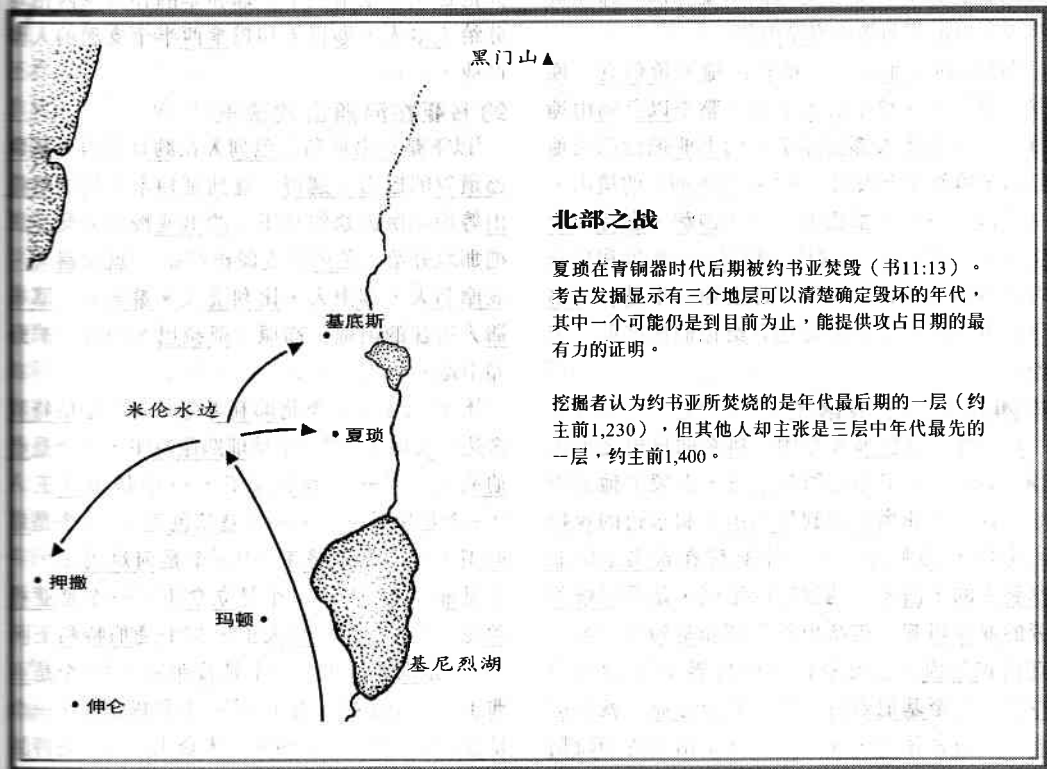 黑门山▲
北部之战
夏琐在青铜器时代后期被约书亚焚毁（书11:13）。
考古发掘显示有三个地层可以清楚确定毁坏的年代，
其中一个可能仍是到目前为止，能提供攻占日期的最
有力的证明。
挖掘者认为约书亚所焚烧的是年代最后期的一层（约
主前1,230），但其他人却主张是三层中年代最先的
一层，约主前1,400。
基底斯
米伦水边
夏琐
押撒
玛顿
基尼烈湖
伸仑